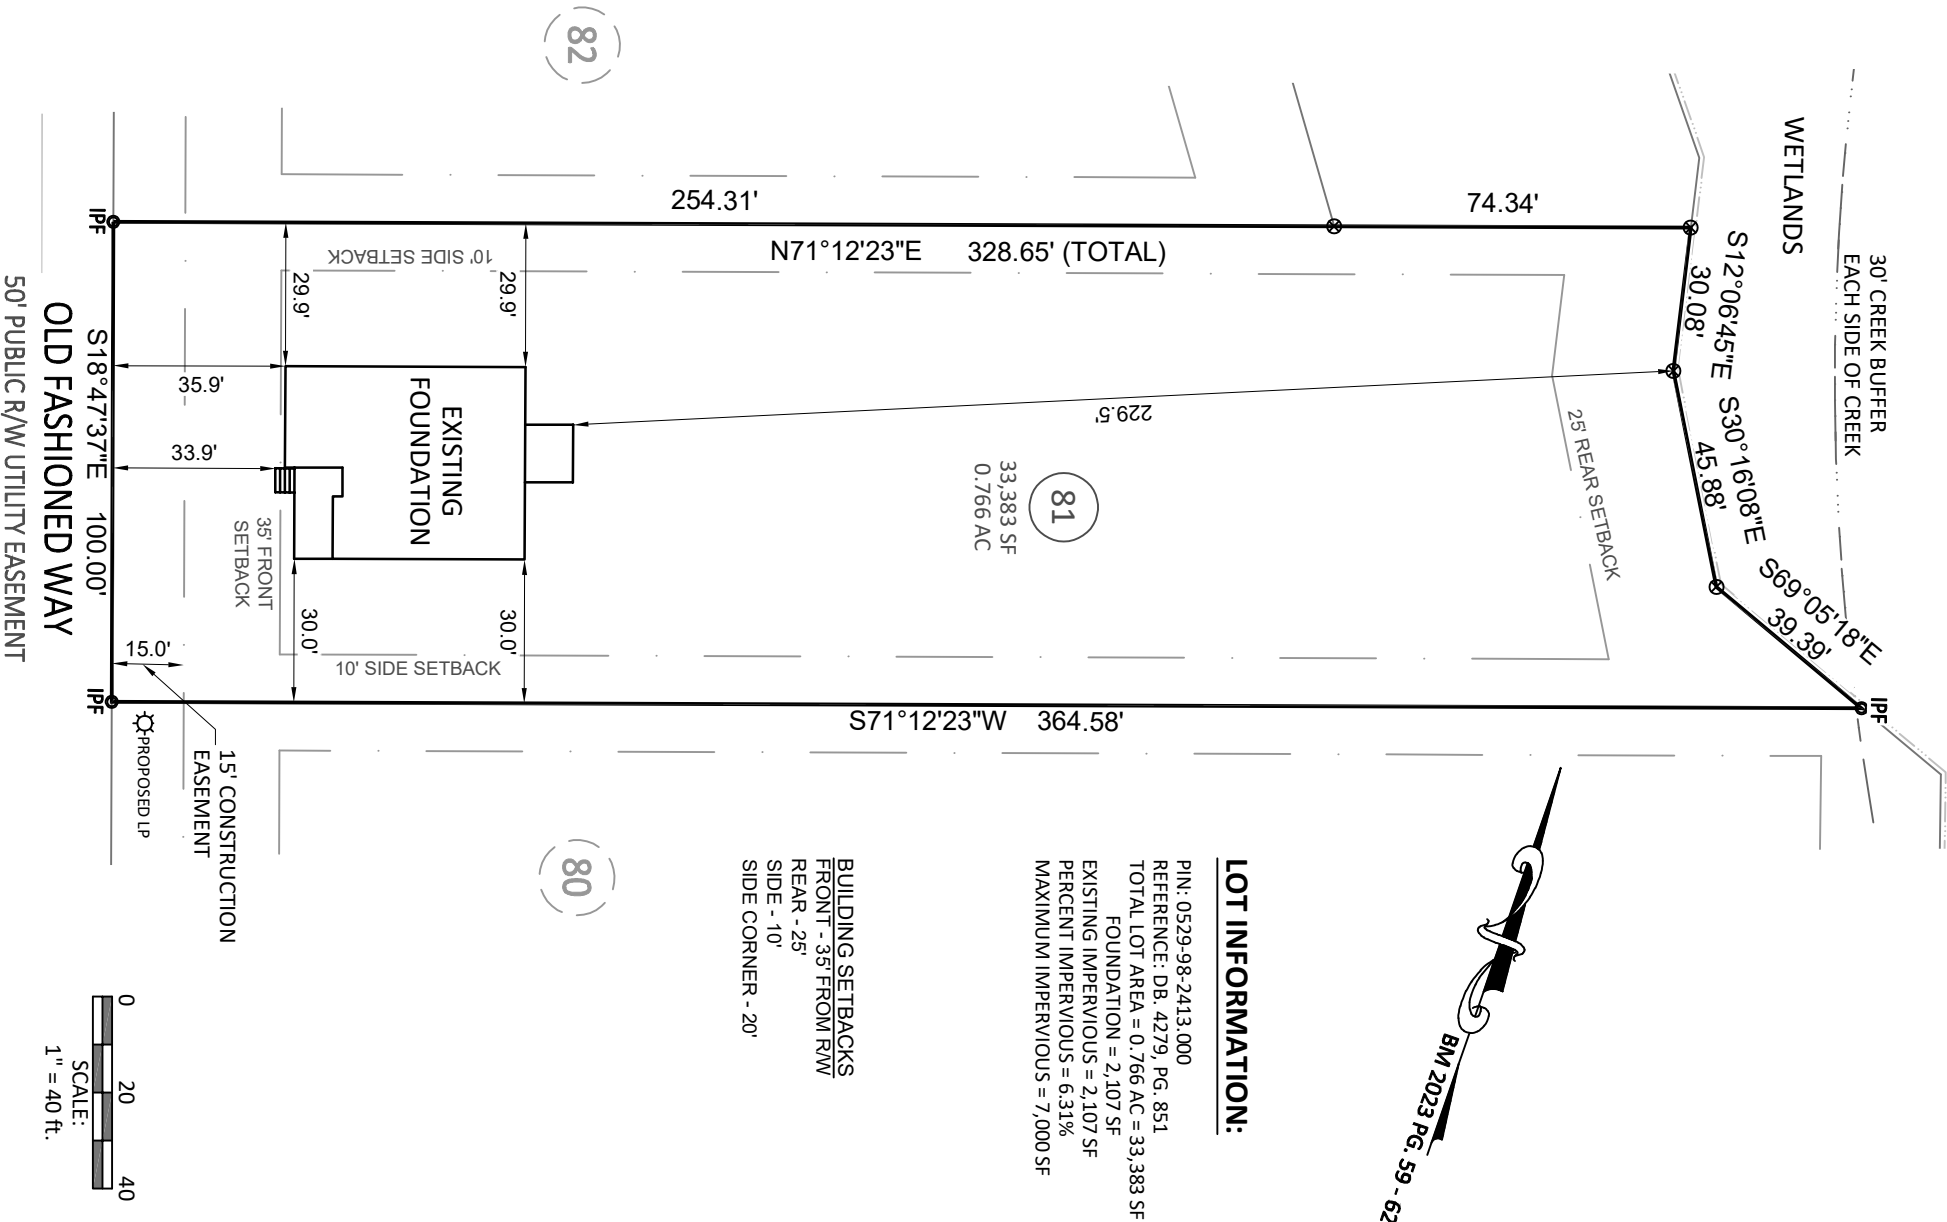 82
WETLANDS
30' CREEK BUFFER
EACH SIDE OF CREEK
254.31'
74.34'
N71°12'23"E 328.65' (TOTAL)
S12°06'45"E
30.08'
S30°16'08"E
45.88'
S69°05'18"E
39.39'
IPF
IPF
IPF
10' SIDE SETBACK
29.9'
29.9'
35.9'
33.9'
EXISTING
FOUNDATION
229.5'
25' REAR SETBACK
81
33,383 SF
0.766 AC
35' FRONT
SETBACK
30.0'
30.0'
10' SIDE SETBACK
15.0'
S18°47'37"E 100.00'
OLD FASHIONED WAY
50' PUBLIC R/W UTILITY EASEMENT
S71°12'23"W 364.58'
PROPOSED LP
15' CONSTRUCTION
EASEMENT
80
BM 2023 PG. 59 - 62
LOT INFORMATION:
PIN: 0529-98-2413.000
REFERENCE: DB. 4279, PG. 851
TOTAL LOT AREA = 0.766 AC = 33,383 SF
FOUNDATION = 2,107 SF
EXISTING IMPERVIOUS = 2,107 SF
PERCENT IMPERVIOUS = 6.31%
MAXIMUM IMPERVIOUS = 7,000 SF
BUILDING SETBACKS
FRONT - 35' FROM R/W
REAR - 25'
SIDE - 10'
SIDE CORNER - 20'
0 20 40
SCALE:
1" = 40 ft.